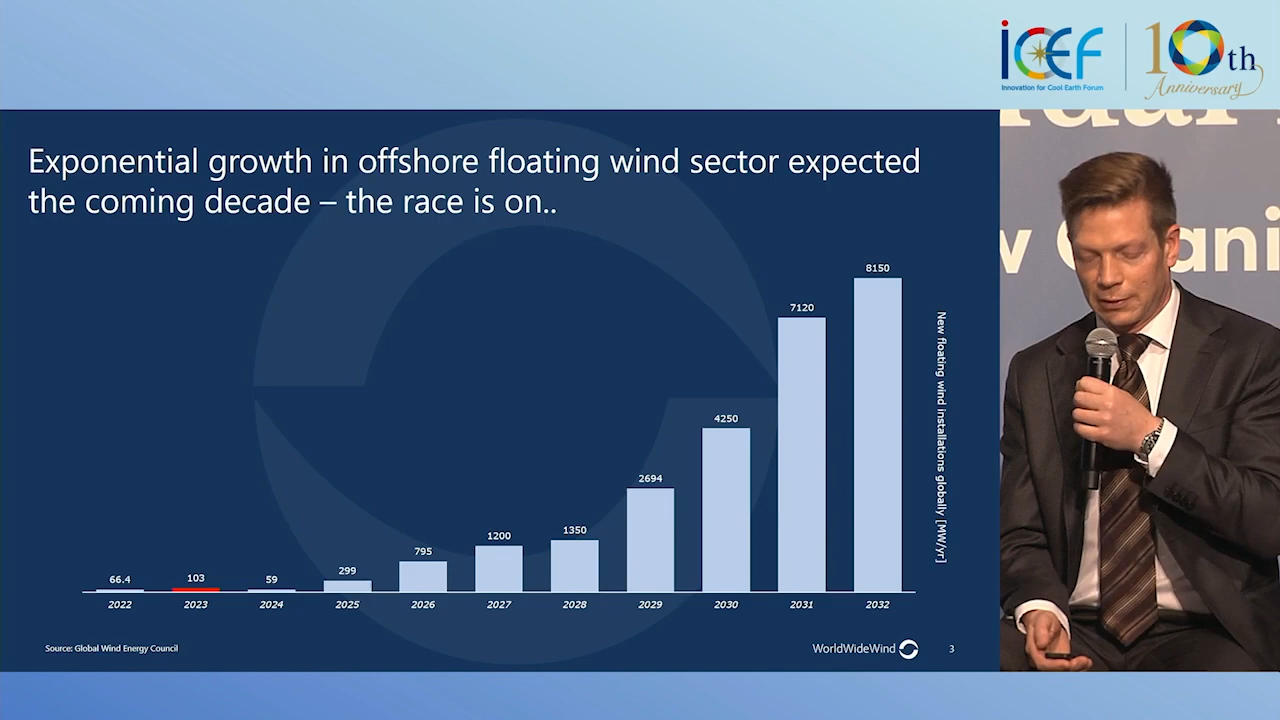 iCEF
Innovation for Cool Earth Forum
10th
Anniversary
Exponential growth in offshore floating wind sector expected
the coming decade – the race is on..
8150
7120
4250
2694
1350
1200
795
299
66.4
103
59
2022
2023
2024
2025
2026
2027
2028
2029
2030
2031
2032
New floating wind installations globally [MW/yr]
Source: Global Wind Energy Council
WorldWideWind
3